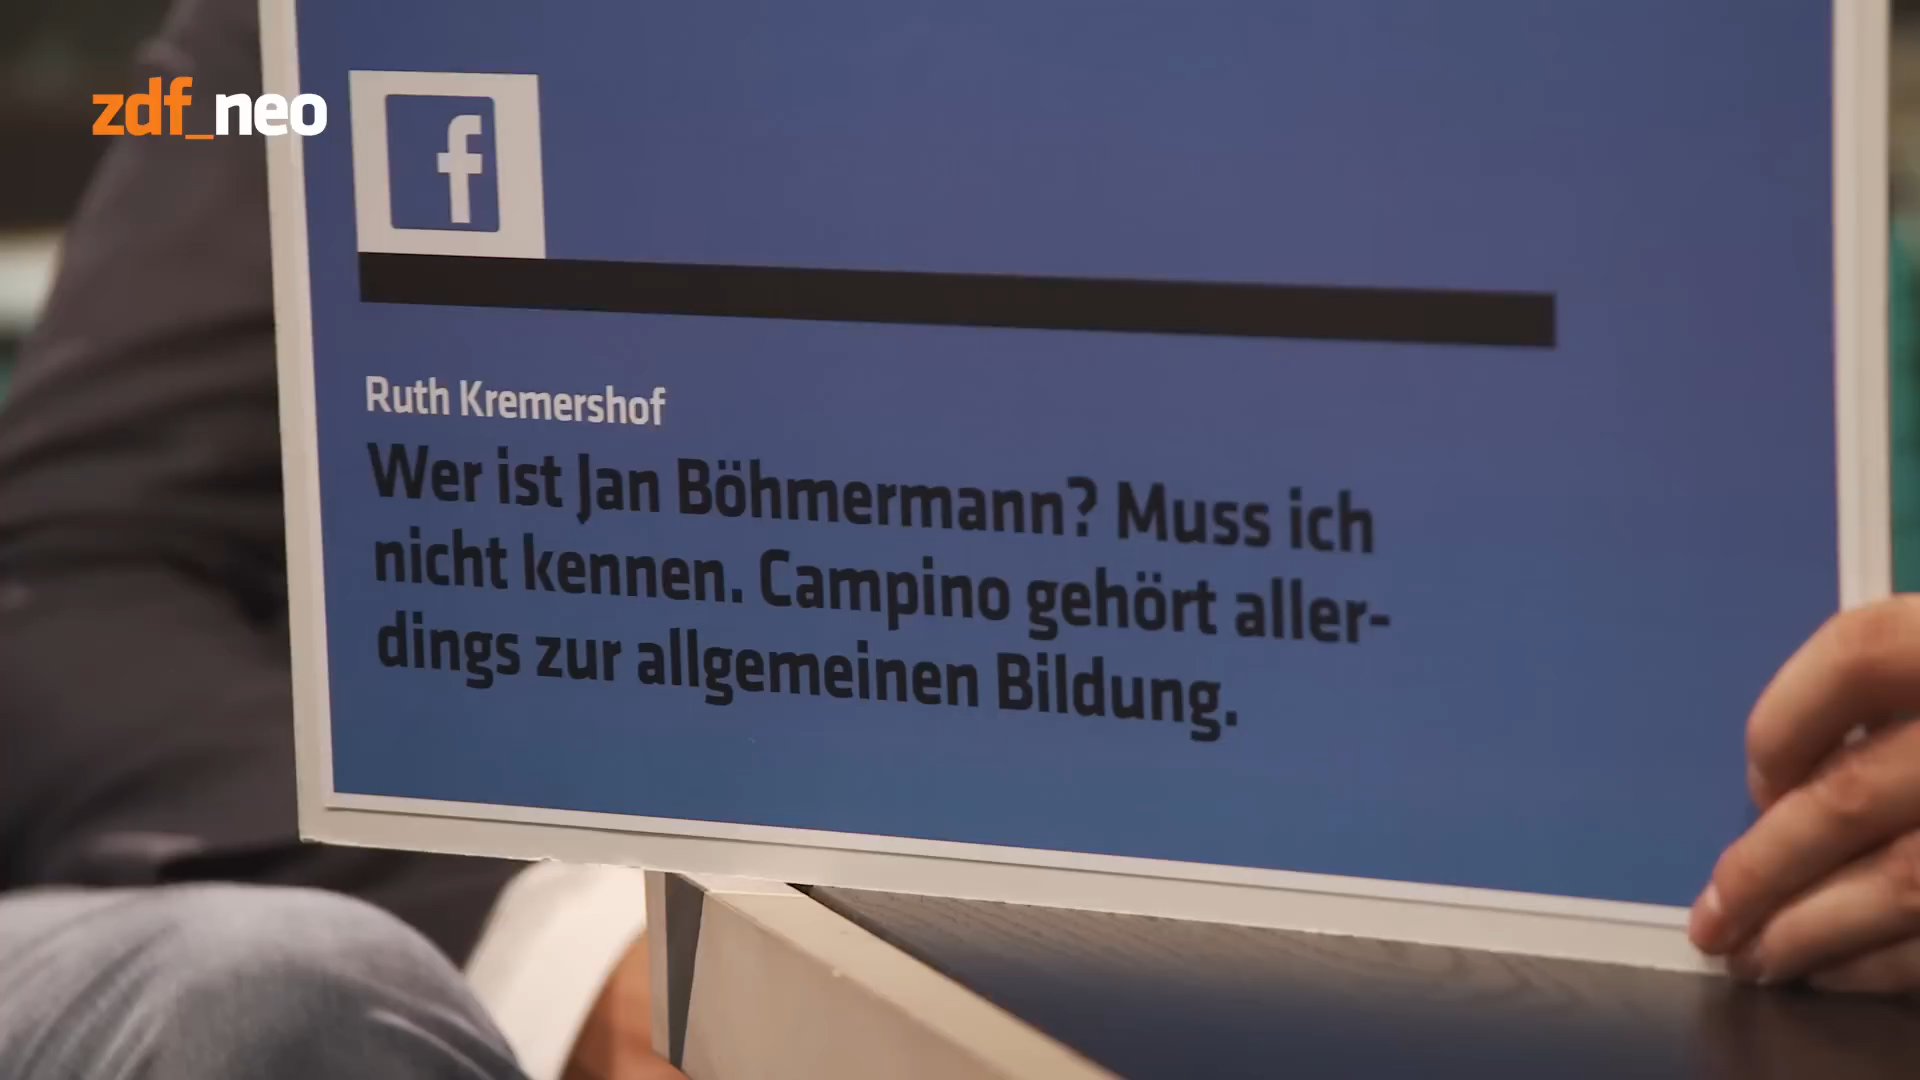 zdf_neo
f
Ruth Kremershof
Wer ist Jan Böhmermann? Muss ich
nicht kennen. Campino gehört aller-
dings zur allgemeinen Bildung.